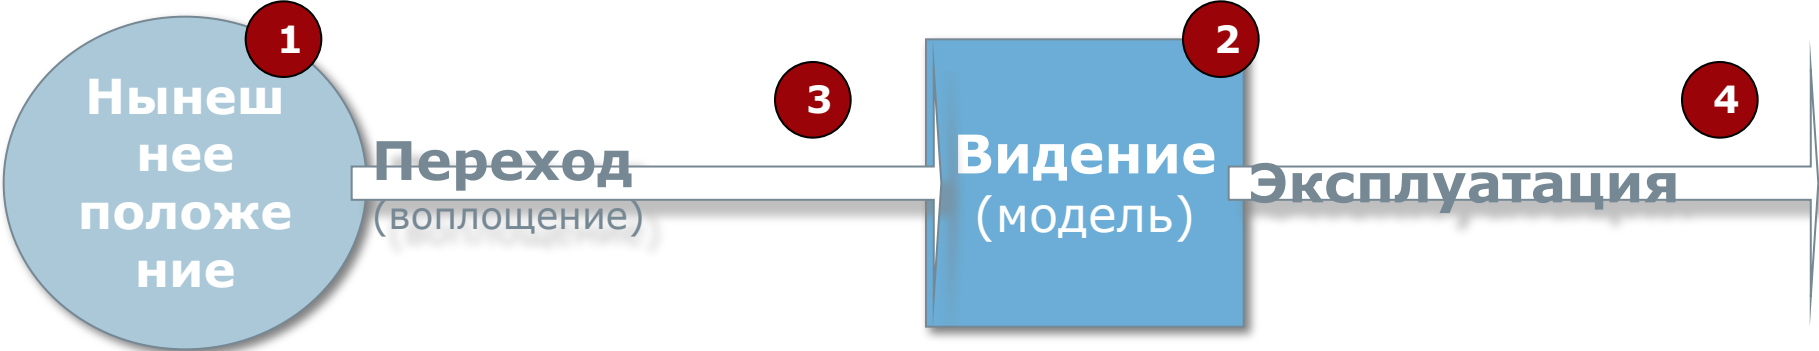 1
Нынеш
нее
положе
ние
3
Переход
(воплощение)
2
Видение
(модель)
4
Эксплуатация